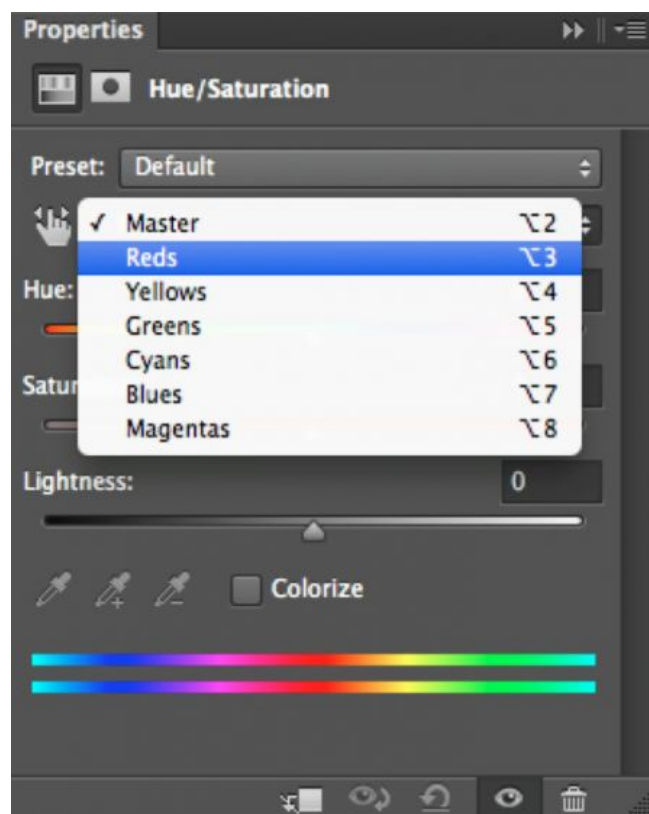 Properties
Hue/Saturation
Preset: Default
✓ Master ⌥2
Reds ⌥3
Hue:
Yellows ⌥4
Greens ⌥5
Cyans ⌥6
Satur
Blues ⌥7
Magentas ⌥8
Lightness: 0
Colorize